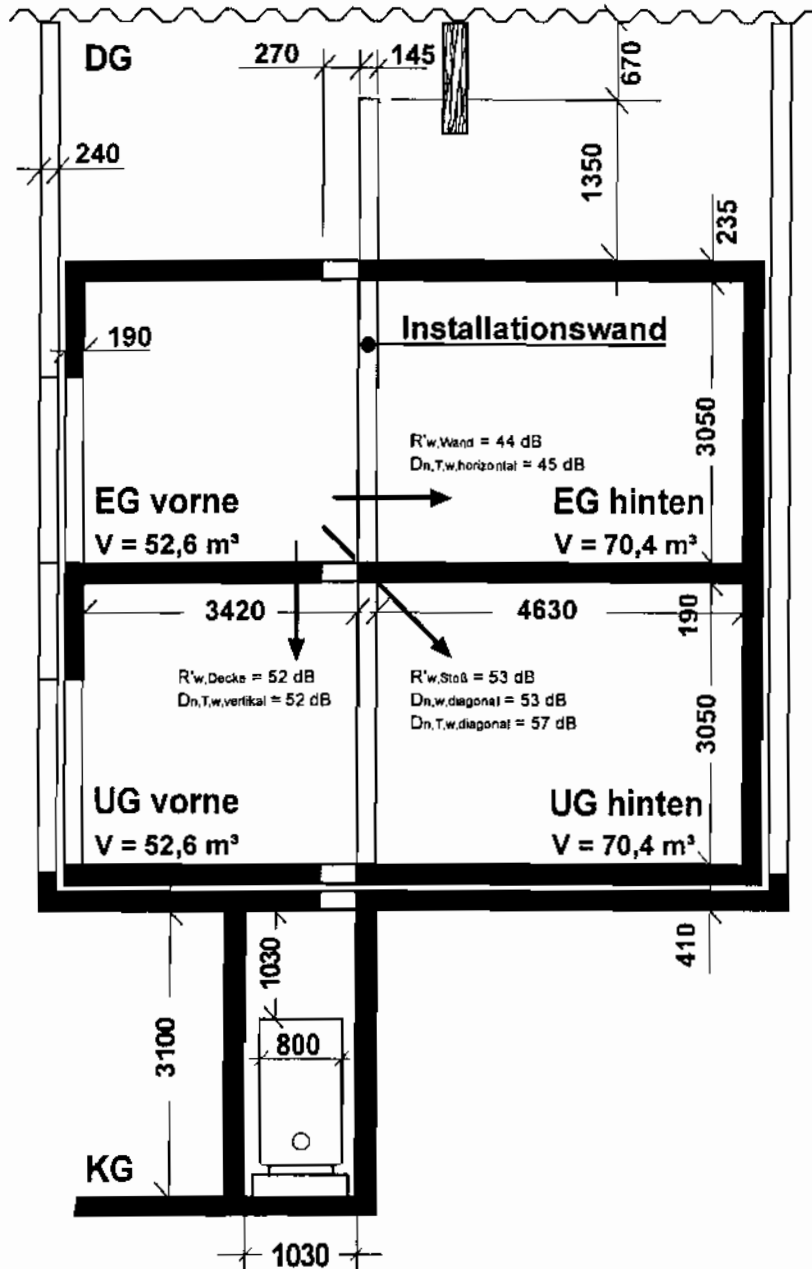 DG
270
145
670
240
1350
235
190
Installationswand
3050
R'w,Wand = 44 dB
Dn,T,w,horizontal = 45 dB
EG vorne
V = 52,6 m³
EG hinten
V = 70,4 m³
3420
4630
190
R'w,Decke = 52 dB
Dn,T,w,vertikal = 52 dB
R'w,Stoß = 53 dB
Dn,w,diagonal = 53 dB
Dn,T,w,diagonal = 57 dB
3050
UG vorne
V = 52,6 m³
UG hinten
V = 70,4 m³
410
1030
3100
800
KG
1030